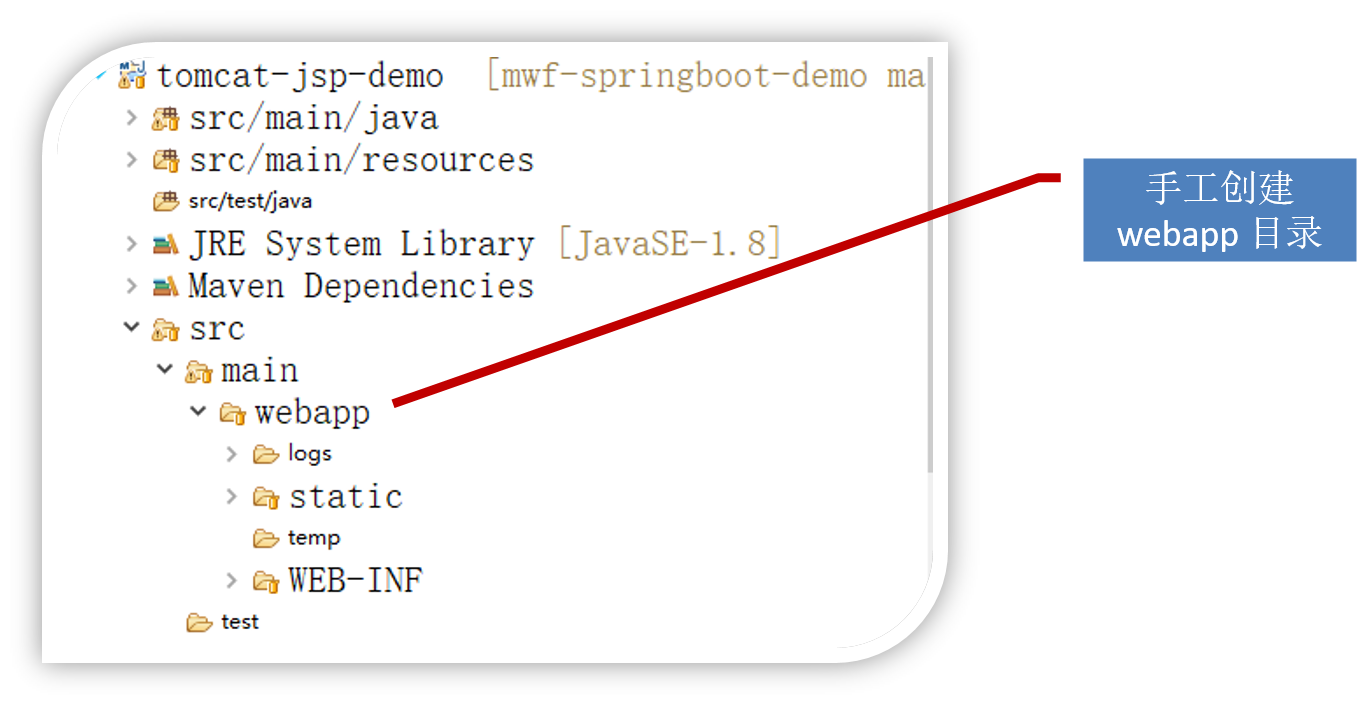 tomcat-jsp-demo [mwf-springboot-demo ma
src/main/java
src/main/resources
src/test/java
JRE System Library [JavaSE-1.8]
Maven Dependencies
src
main
webapp
logs
static
temp
WEB-INF
test
手工创建
webapp 目录